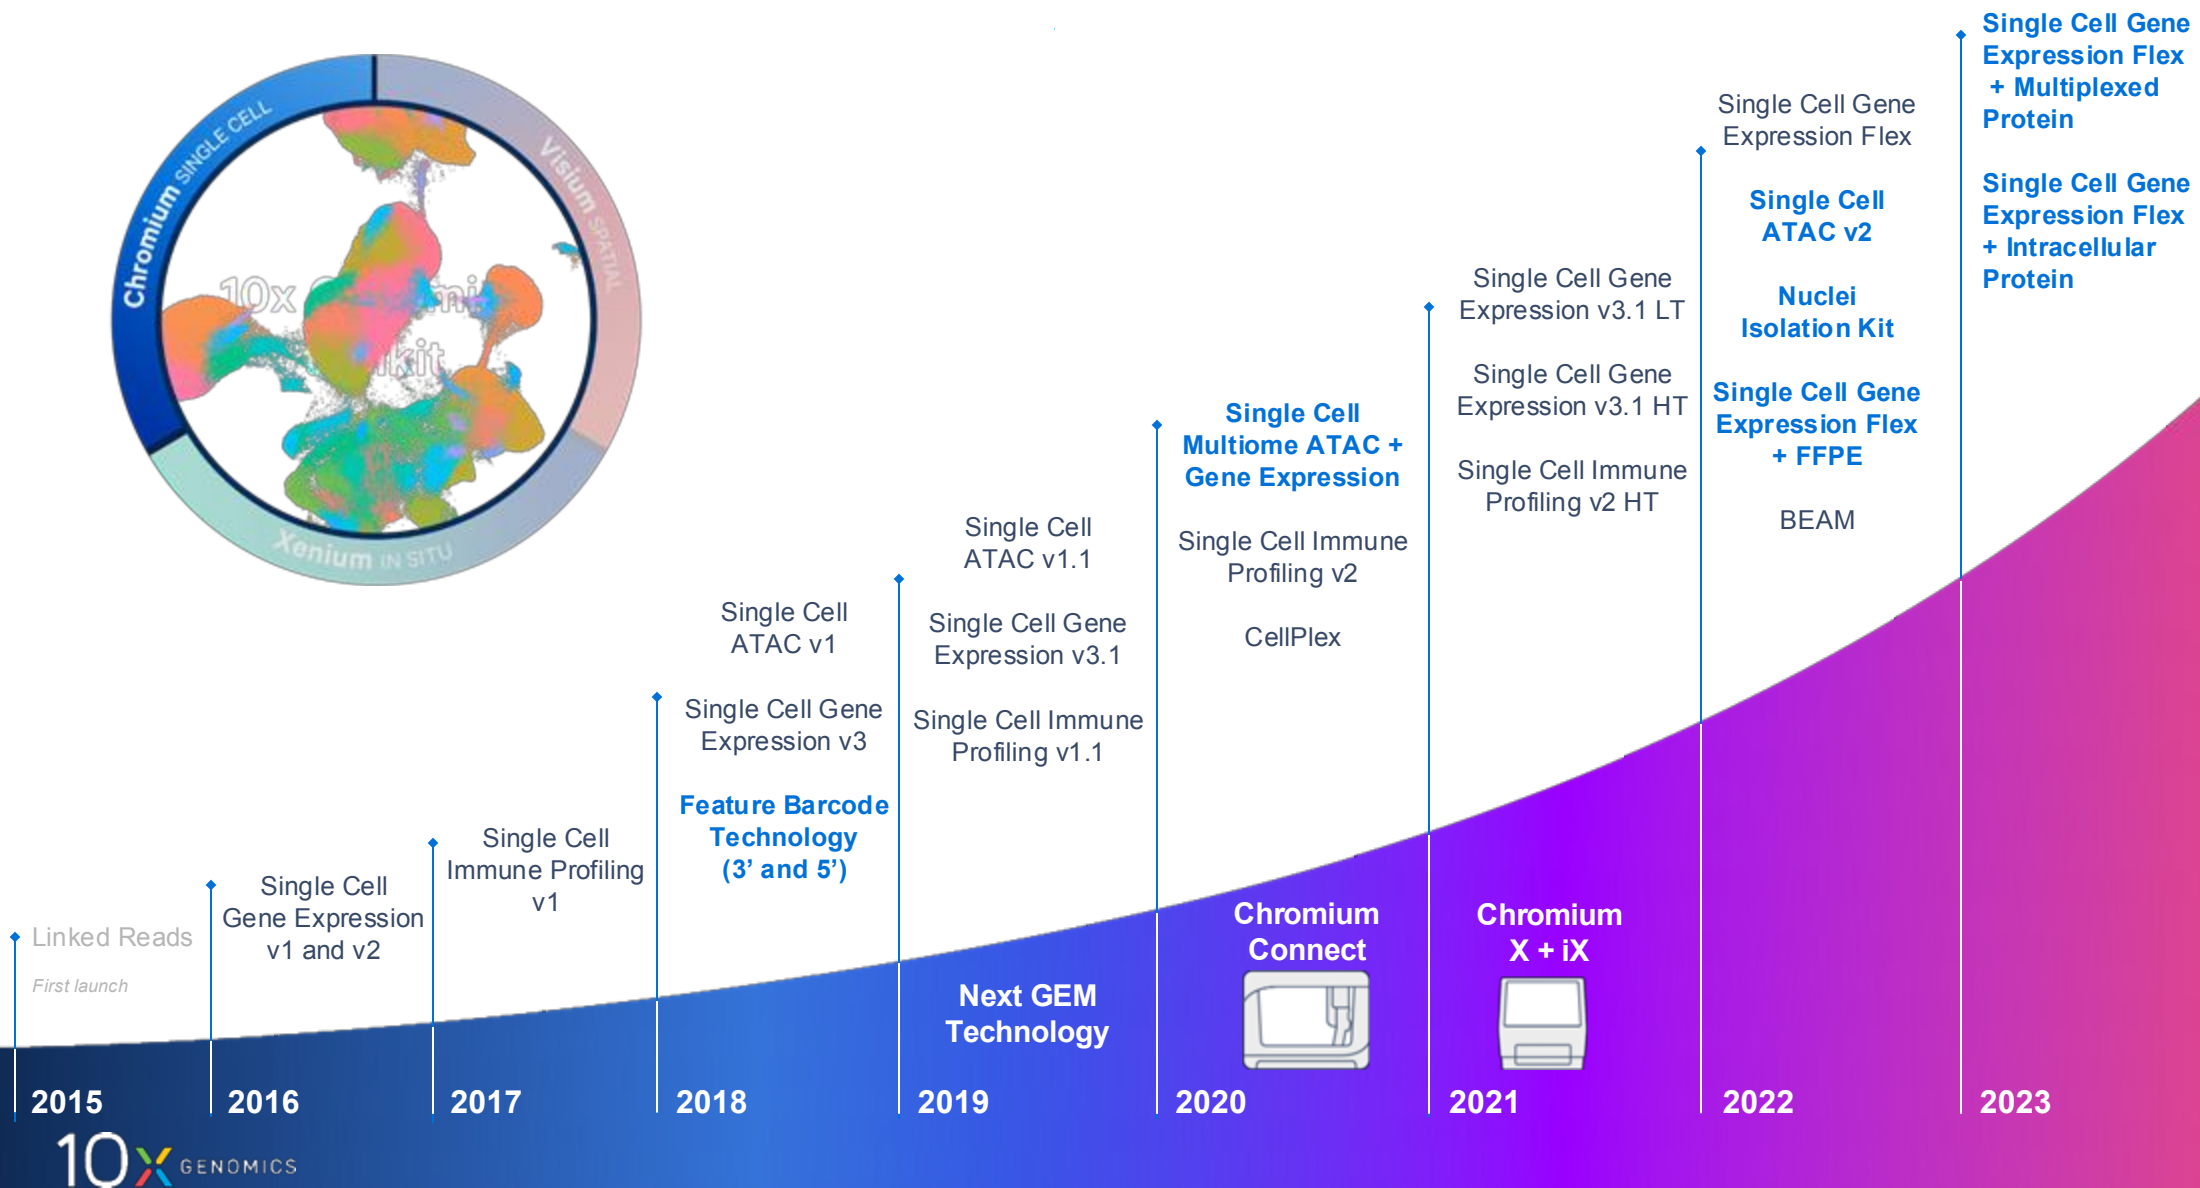 Chromium SINGLE CELL
Visium SPATIAL
Xenium IN SITU
10x
kit
Linked Reads
First launch
Single Cell
Gene Expression
v1 and v2
Single Cell
Immune Profiling
v1
Single Cell
ATAC v1
Single Cell Gene
Expression v3
Feature Barcode
Technology
(3’ and 5’)
Single Cell
ATAC v1.1
Single Cell Gene
Expression v3.1
Single Cell Immune
Profiling v1.1
Single Cell
Multiome ATAC +
Gene Expression
Single Cell Immune
Profiling v2
CellPlex
Single Cell Gene
Expression v3.1 LT
Single Cell Gene
Expression v3.1 HT
Single Cell Immune
Profiling v2 HT
Single Cell Gene
Expression Flex
Single Cell
ATAC v2
Nuclei
Isolation Kit
Single Cell Gene
Expression Flex
+ FFPE
BEAM
Single Cell Gene
Expression Flex
+ Multiplexed
Protein
Single Cell Gene
Expression Flex
+ Intracellular
Protein
Next GEM
Technology
Chromium
Connect
Chromium
X + iX
2015
2016
2017
2018
2019
2020
2021
2022
2023
10X GENOMICS